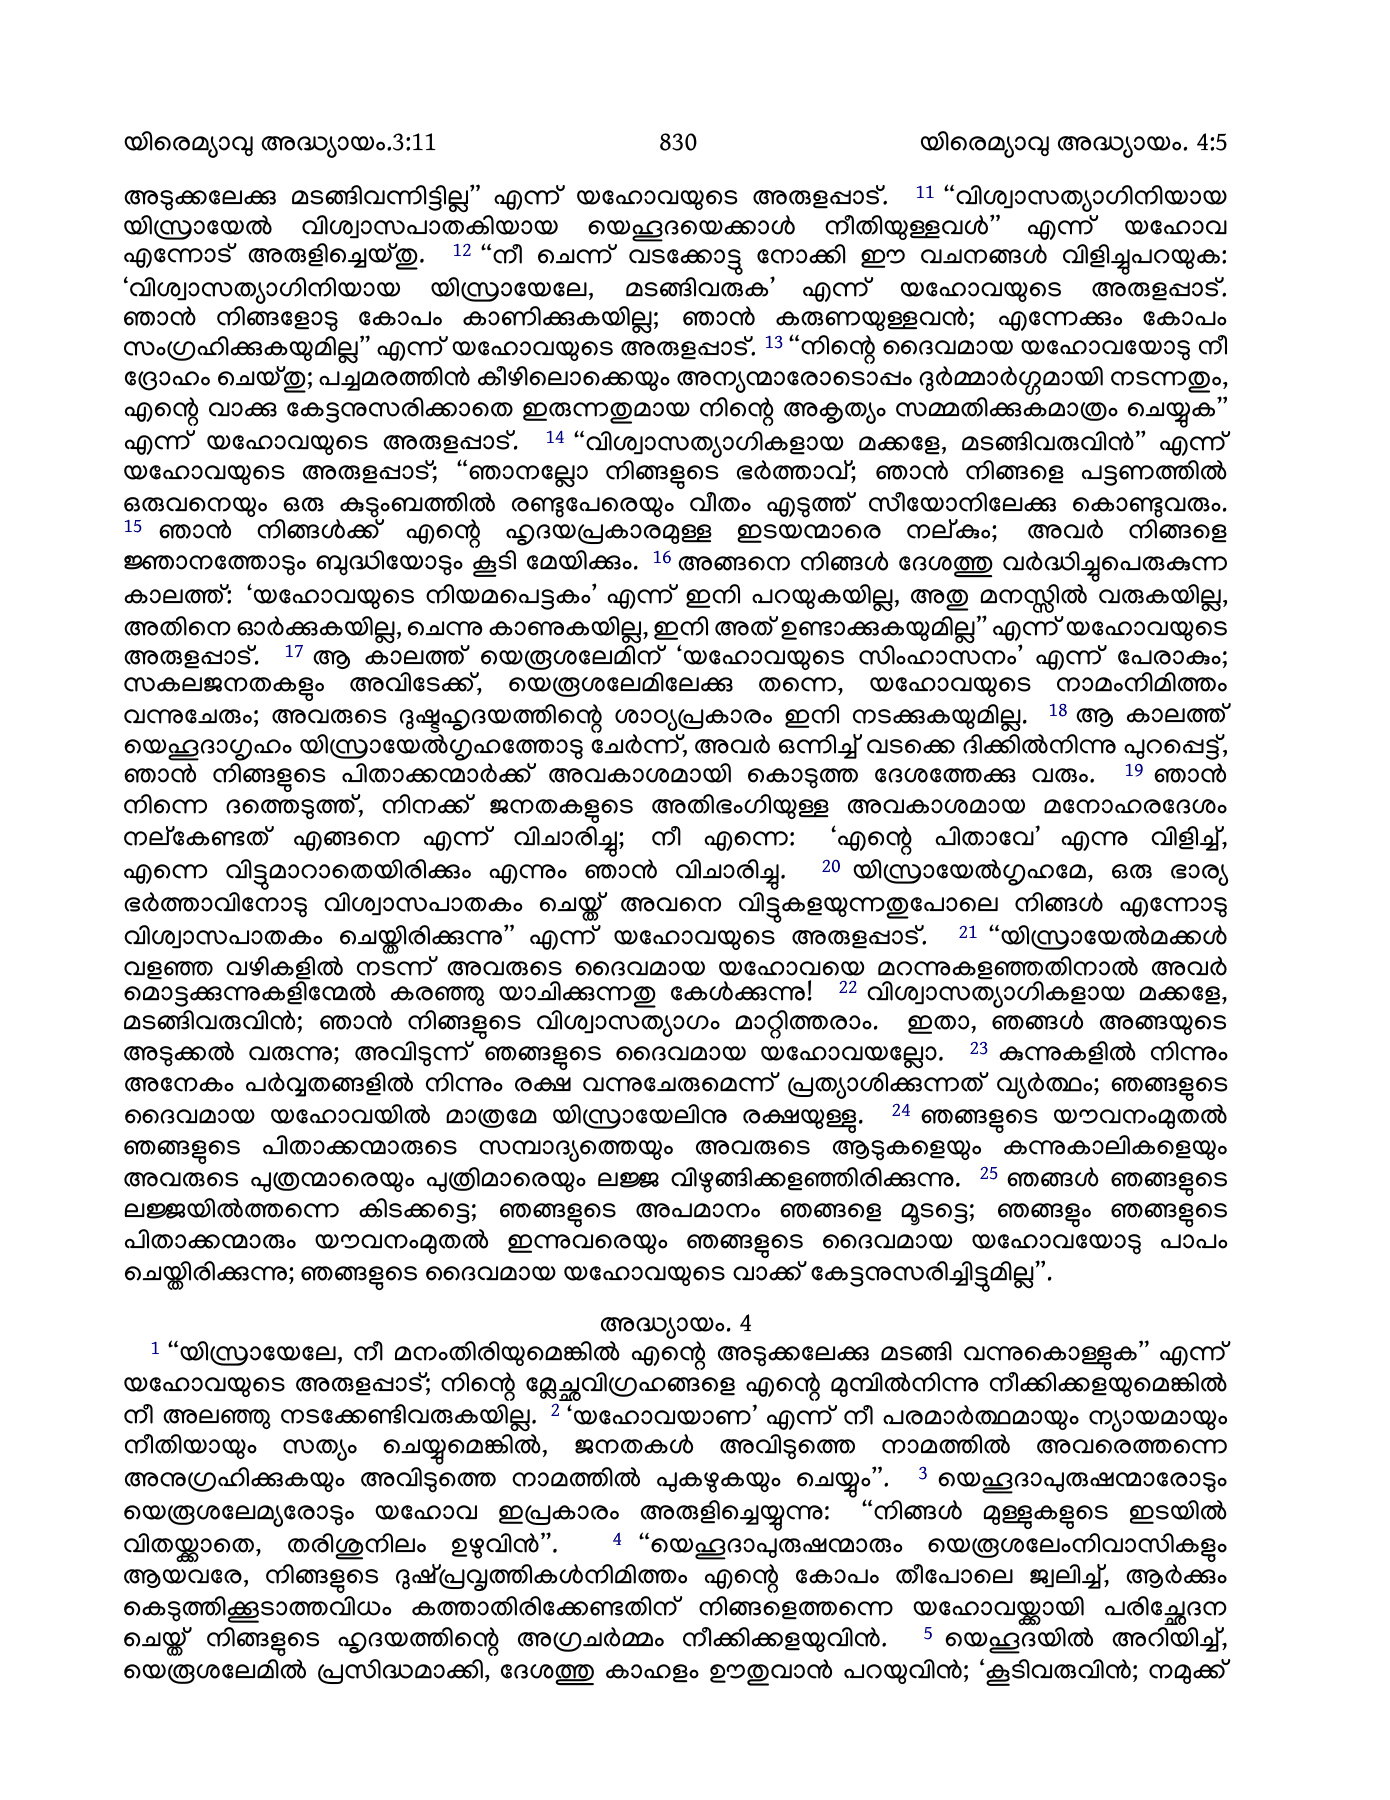 യിരെമ്യാവു അദ്ധ്യായം.3:11 830 യിരെമ്യാവു അദ്ധ്യായം. 4:5
അടുക്കലേക്കു മടങ്ങിവന്നിട്ടില്ല” എന്ന് യഹോവയുടെ അരുളപ്പാട്. 11 “വിശ്വാസത്യാഗിനിയായ
യിസ്രായേൽ വിശ്വാസപാതകിയായ യെഹൂദയെക്കാൾ നീതിയുള്ളവൾ” എന്ന് യഹോവ
എന്നോട് അരുളിച്ചെയ്തു. 12 “നീ ചെന്ന് വടക്കോട്ടു നോക്കി ഈ വചനങ്ങൾ വിളിച്ചുപറയുക:
‘വിശ്വാസത്യാഗിനിയായ യിസ്രായേലേ, മടങ്ങിവരുക’ എന്ന് യഹോവയുടെ അരുളപ്പാട്.
ഞാൻ നിങ്ങളോടു കോപം കാണിക്കുകയില്ല; ഞാൻ കരുണയുള്ളവൻ; എന്നേക്കും കോപം
സംഗ്രഹിക്കുകയുമില്ല” എന്ന് യഹോവയുടെ അരുളപ്പാട്. 13 “നിന്റെ ദൈവമായ യഹോവയോടു നീ
ദ്രോഹം ചെയ്തു; പച്ചമരത്തിൻ കീഴിലൊക്കെയും അന്യന്മാരോടൊപ്പം ദുർമ്മാർഗ്ഗമായി നടന്നതും,
എന്റെ വാക്കു കേട്ടനുസരിക്കാതെ ഇരുന്നതുമായ നിന്റെ അകൃത്യം സമ്മതിക്കുകമാത്രം ചെയ്യുക”
എന്ന് യഹോവയുടെ അരുളപ്പാട്. 14 “വിശ്വാസത്യാഗികളായ മക്കളേ, മടങ്ങിവരുവിൻ” എന്ന്
യഹോവയുടെ അരുളപ്പാട്; “ഞാനല്ലോ നിങ്ങളുടെ ഭർത്താവ്; ഞാൻ നിങ്ങളെ പട്ടണത്തിൽ
ഒരുവനെയും ഒരു കുടുംബത്തിൽ രണ്ടുപേരെയും വീതം എടുത്ത് സീയോനിലേക്കു കൊണ്ടുവരും.
15 ഞാൻ നിങ്ങൾക്ക് എന്റെ ഹൃദയപ്രകാരമുള്ള ഇടയന്മാരെ നല്കും; അവർ നിങ്ങളെ
ജ്ഞാനത്തോടും ബുദ്ധിയോടും കൂടി മേയിക്കും. 16 അങ്ങനെ നിങ്ങൾ ദേശത്തു വർദ്ധിച്ചുപെരുകുന്ന
കാലത്ത്: ‘യഹോവയുടെ നിയമപെട്ടകം’ എന്ന് ഇനി പറയുകയില്ല, അതു മനസ്സിൽ വരുകയില്ല,
അതിനെ ഓർക്കുകയില്ല, ചെന്നു കാണുകയില്ല, ഇനി അത് ഉണ്ടാക്കുകയുമില്ല” എന്ന് യഹോവയുടെ
അരുളപ്പാട്. 17 ആ കാലത്ത് യെരൂശലേമിന് ‘യഹോവയുടെ സിംഹാസനം’ എന്ന് പേരാകും;
സകലജനതകളും അവിടേക്ക്, യെരൂശലേമിലേക്കു തന്നെ, യഹോവയുടെ നാമംനിമിത്തം
വന്നുചേരും; അവരുടെ ദുഷ്ടഹൃദയത്തിന്റെ ശാഠ്യപ്രകാരം ഇനി നടക്കുകയുമില്ല. 18 ആ കാലത്ത്
യെഹൂദാഗൃഹം യിസ്രായേൽഗൃഹത്തോടു ചേർന്ന്, അവർ ഒന്നിച്ച് വടക്കെ ദിക്കിൽനിന്നു പുറപ്പെട്ട്,
ഞാൻ നിങ്ങളുടെ പിതാക്കന്മാർക്ക് അവകാശമായി കൊടുത്ത ദേശത്തേക്കു വരും. 19 ഞാൻ
നിന്നെ ദത്തെടുത്ത്, നിനക്ക് ജനതകളുടെ അതിഭംഗിയുള്ള അവകാശമായ മനോഹരദേശം
നല്കേണ്ടത് എങ്ങനെ എന്ന് വിചാരിച്ചു; നീ എന്നെ: ‘എന്റെ പിതാവേ’ എന്നു വിളിച്ച്,
എന്നെ വിട്ടുമാറാതെയിരിക്കും എന്നും ഞാൻ വിചാരിച്ചു. 20 യിസ്രായേൽഗൃഹമേ, ഒരു ഭാര്യ
ഭർത്താവിനോടു വിശ്വാസപാതകം ചെയ്ത് അവനെ വിട്ടുകളയുന്നതുപോലെ നിങ്ങൾ എന്നോടു
വിശ്വാസപാതകം ചെയ്തിരിക്കുന്നു” എന്ന് യഹോവയുടെ അരുളപ്പാട്. 21 “യിസ്രായേൽമക്കൾ
വളഞ്ഞ വഴികളിൽ നടന്ന് അവരുടെ ദൈവമായ യഹോവയെ മറന്നുകളഞ്ഞതിനാൽ അവർ
മൊട്ടക്കുന്നുകളിന്മേൽ കരഞ്ഞു യാചിക്കുന്നതു കേൾക്കുന്നു! 22 വിശ്വാസത്യാഗികളായ മക്കളേ,
മടങ്ങിവരുവിൻ; ഞാൻ നിങ്ങളുടെ വിശ്വാസത്യാഗം മാറ്റിത്തരാം. ഇതാ, ഞങ്ങൾ അങ്ങയുടെ
അടുക്കൽ വരുന്നു; അവിടുന്ന് ഞങ്ങളുടെ ദൈവമായ യഹോവയല്ലോ. 23 കുന്നുകളിൽ നിന്നും
അനേകം പർവ്വതങ്ങളിൽ നിന്നും രക്ഷ വന്നുചേരുമെന്ന് പ്രത്യാശിക്കുന്നത് വ്യർത്ഥം; ഞങ്ങളുടെ
ദൈവമായ യഹോവയിൽ മാത്രമേ യിസ്രായേലിനു രക്ഷയുള്ളു. 24 ഞങ്ങളുടെ യൗവനംമുതൽ
ഞങ്ങളുടെ പിതാക്കന്മാരുടെ സമ്പാദ്യത്തെയും അവരുടെ ആടുകളെയും കന്നുകാലികളെയും
അവരുടെ പുത്രന്മാരെയും പുത്രിമാരെയും ലജ്ജ വിഴുങ്ങിക്കളഞ്ഞിരിക്കുന്നു. 25 ഞങ്ങൾ ഞങ്ങളുടെ
ലജ്ജയിൽത്തന്നെ കിടക്കട്ടെ; ഞങ്ങളുടെ അപമാനം ഞങ്ങളെ മൂടട്ടെ; ഞങ്ങളും ഞങ്ങളുടെ
പിതാക്കന്മാരും യൗവനംമുതൽ ഇന്നുവരെയും ഞങ്ങളുടെ ദൈവമായ യഹോവയോടു പാപം
ചെയ്തിരിക്കുന്നു; ഞങ്ങളുടെ ദൈവമായ യഹോവയുടെ വാക്ക് കേട്ടനുസരിച്ചിട്ടുമില്ല”.
അദ്ധ്യായം. 4
1 “യിസ്രായേലേ, നീ മനംതിരിയുമെങ്കിൽ എന്റെ അടുക്കലേക്കു മടങ്ങി വന്നുകൊള്ളുക” എന്ന്
യഹോവയുടെ അരുളപ്പാട്; നിന്റെ മ്ലേച്ഛവിഗ്രഹങ്ങളെ എന്റെ മുമ്പിൽനിന്നു നീക്കിക്കളയുമെങ്കിൽ
നീ അലഞ്ഞു നടക്കേണ്ടിവരുകയില്ല. 2 ‘യഹോവയാണ’ എന്ന് നീ പരമാർത്ഥമായും ന്യായമായും
നീതിയായും സത്യം ചെയ്യുമെങ്കിൽ, ജനതകൾ അവിടുത്തെ നാമത്തിൽ അവരെത്തന്നെ
അനുഗ്രഹിക്കുകയും അവിടുത്തെ നാമത്തിൽ പുകഴുകയും ചെയ്യും”. 3 യെഹൂദാപുരുഷന്മാരോടും
യെരൂശലേമ്യരോടും യഹോവ ഇപ്രകാരം അരുളിച്ചെയ്യുന്നു: “നിങ്ങൾ മുള്ളുകളുടെ ഇടയിൽ
വിതയ്ക്കാതെ, തരിശുനിലം ഉഴുവിൻ”. 4 “യെഹൂദാപുരുഷന്മാരും യെരൂശലേംനിവാസികളും
ആയവരേ, നിങ്ങളുടെ ദുഷ്പ്രവൃത്തികൾനിമിത്തം എന്റെ കോപം തീപോലെ ജ്വലിച്ച്, ആർക്കും
കെടുത്തിക്കൂടാത്തവിധം കത്താതിരിക്കേണ്ടതിന് നിങ്ങളെത്തന്നെ യഹോവയ്ക്കായി പരിച്ഛേദന
ചെയ്ത് നിങ്ങളുടെ ഹൃദയത്തിന്റെ അഗ്രചർമ്മം നീക്കിക്കളയുവിൻ. 5 യെഹൂദയിൽ അറിയിച്ച്,
യെരൂശലേമിൽ പ്രസിദ്ധമാക്കി, ദേശത്തു കാഹളം ഊതുവാൻ പറയുവിൻ; ‘കൂടിവരുവിൻ; നമുക്ക്